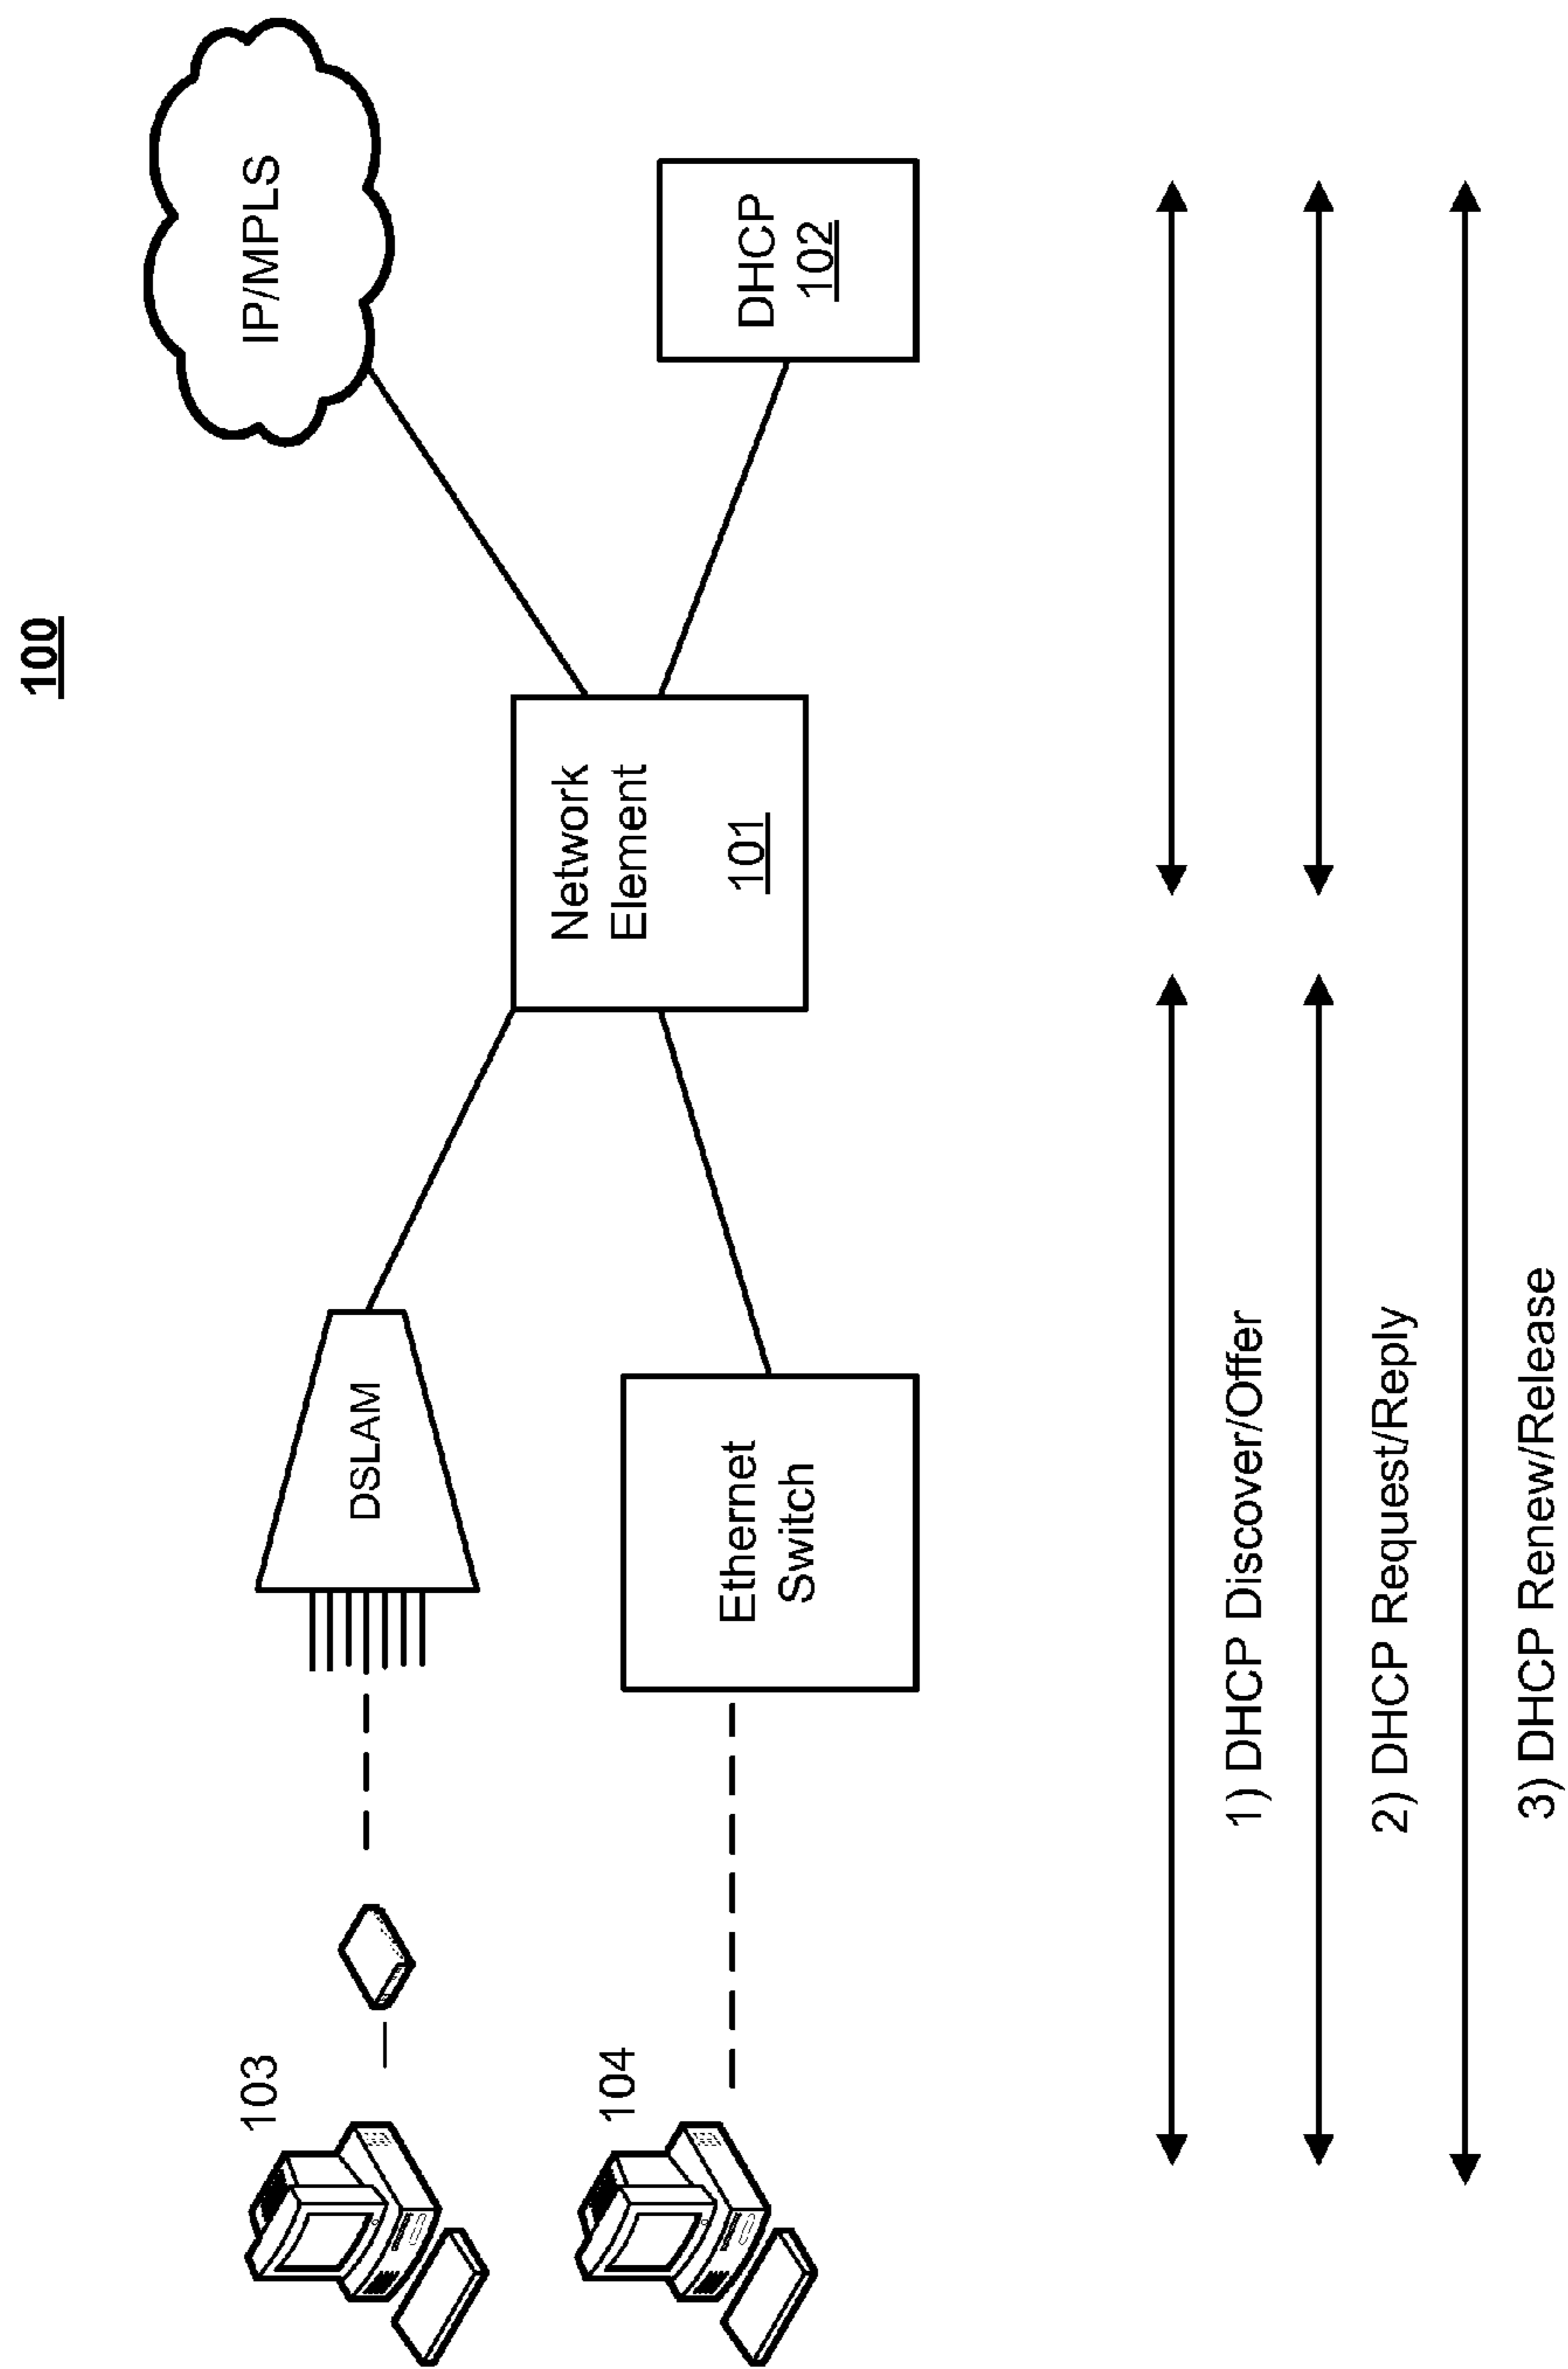 100
IP/MPLS
103
DSLAM
Network
Element
101
104
Ethernet
Switch
DHCP
102
1) DHCP Discover/Offer
2) DHCP Request/Reply
3) DHCP Renew/Release